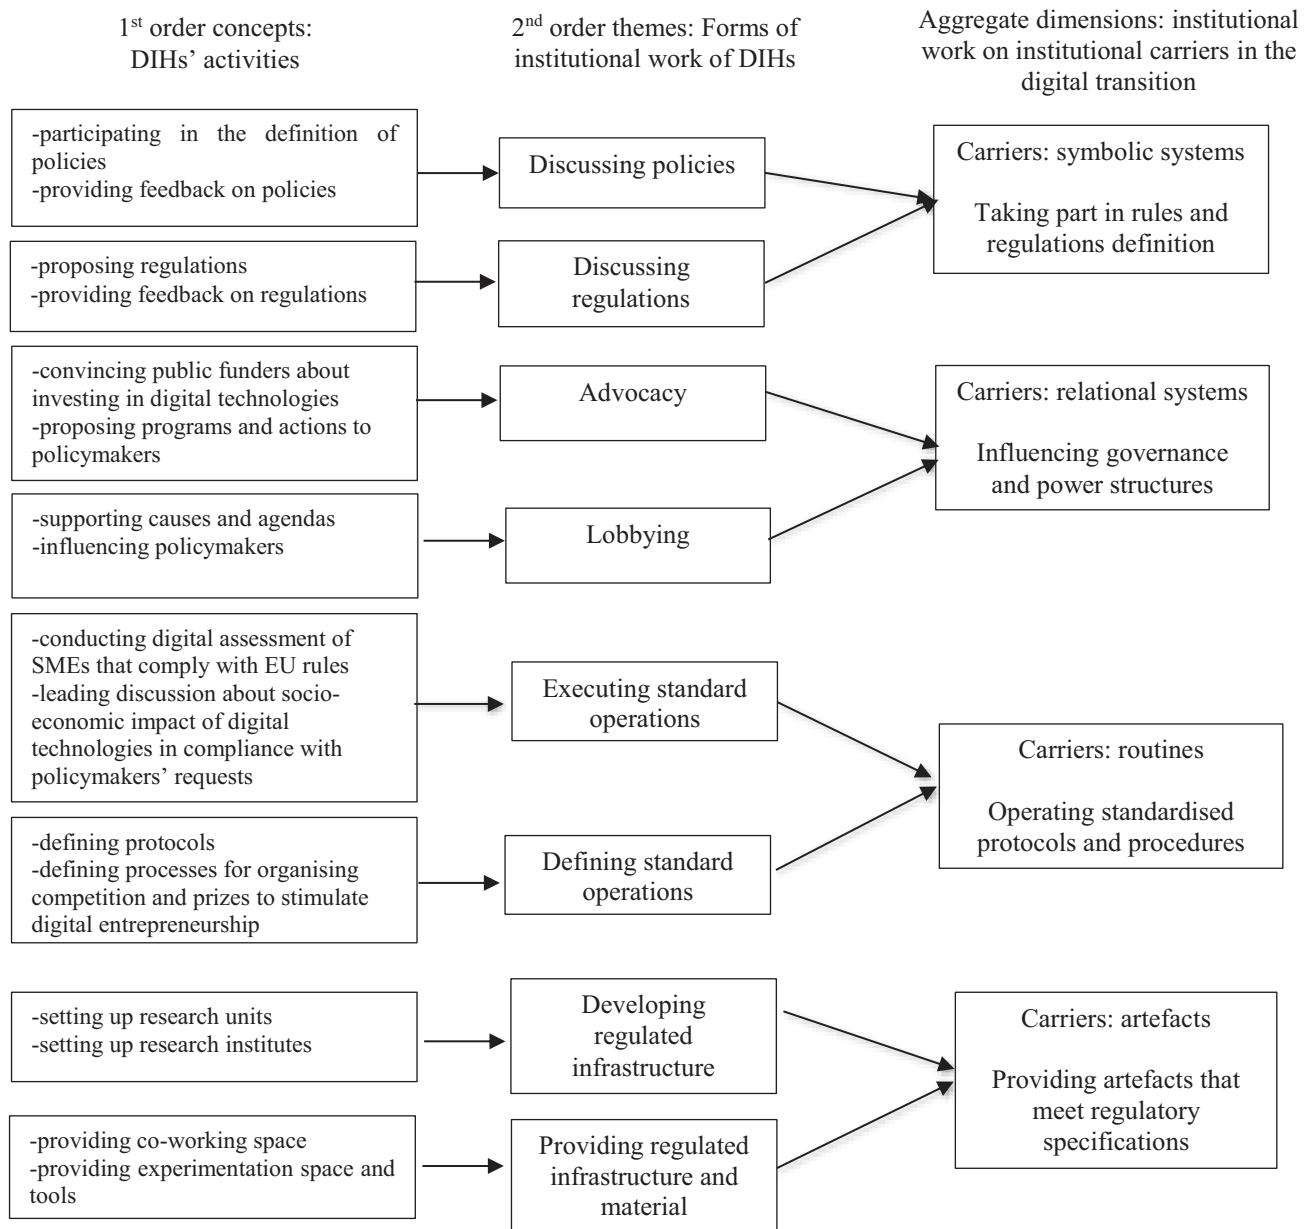 1st order concepts:
DIHs’ activities
2nd order themes: Forms of
institutional work of DIHs
Aggregate dimensions: institutional
work on institutional carriers in the
digital transition
-participating in the definition of
policies
-providing feedback on policies
Discussing policies
Carriers: symbolic systems
Taking part in rules and
regulations definition
-proposing regulations
-providing feedback on regulations
Discussing
regulations
-convincing public funders about
investing in digital technologies
-proposing programs and actions to
policymakers
Advocacy
Carriers: relational systems
Influencing governance
and power structures
-supporting causes and agendas
-influencing policymakers
Lobbying
-conducting digital assessment of
SMEs that comply with EU rules
-leading discussion about socio-
economic impact of digital
technologies in compliance with
policymakers’ requests
Executing standard
operations
Carriers: routines
Operating standardised
protocols and procedures
-defining protocols
-defining processes for organising
competition and prizes to stimulate
digital entrepreneurship
Defining standard
operations
-setting up research units
-setting up research institutes
Developing
regulated
infrastructure
Carriers: artefacts
Providing artefacts that
meet regulatory
specifications
-providing co-working space
-providing experimentation space and
tools
Providing regulated
infrastructure and
material